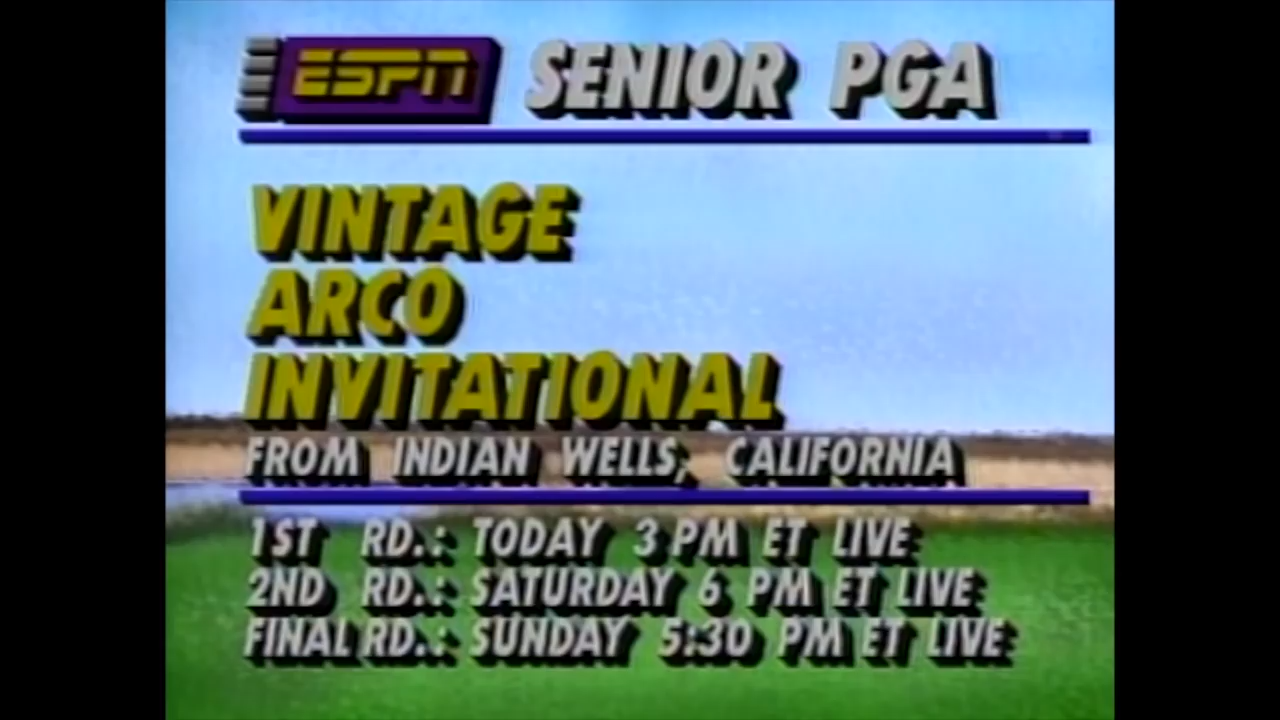 ESPN SENIOR PGA
VINTAGE
ARCO
INVITATIONAL
FROM INDIAN WELLS, CALIFORNIA
1ST RD.: TODAY 3 PM ET LIVE
2ND RD.: SATURDAY 6 PM ET LIVE
FINAL RD.: SUNDAY 5:30 PM ET LIVE